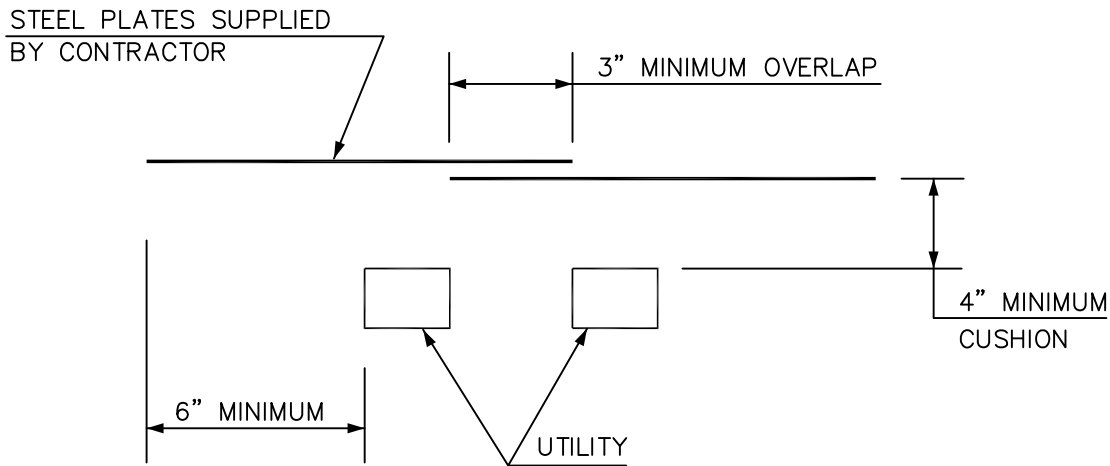 STEEL PLATES SUPPLIED
BY CONTRACTOR
3” MINIMUM OVERLAP
4” MINIMUM
CUSHION
6” MINIMUM
UTILITY